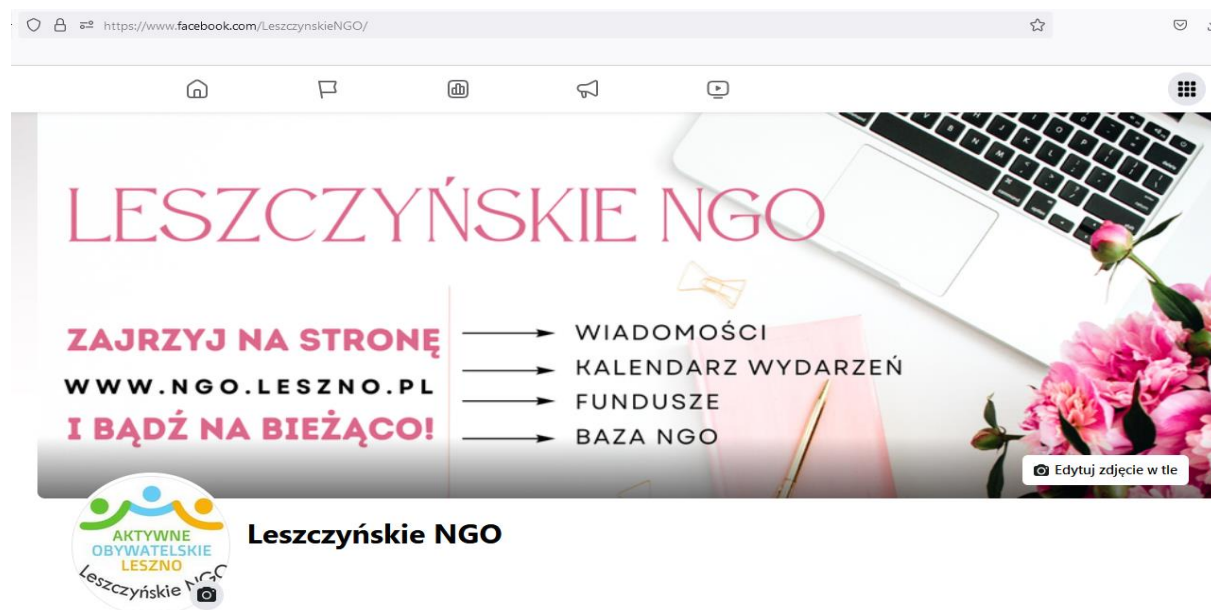 https://www.facebook.com/LeszczynskieNGO/
LESZCZYŃSKIE NGO
ZAJRZYJ NA STRONĘ
WWW.NGO.LESZNO.PL
I BĄDŹ NA BIEŻĄCO!
WIADOMOŚCI
KALENDARZ WYDARZEŃ
FUNDUSZE
BAZA NGO
Edytuj zdjęcie w tle
AKTYWNE
OBYWATELSKIE
LESZNO
Leszczyńskie NGO
Leszczyńskie NGO